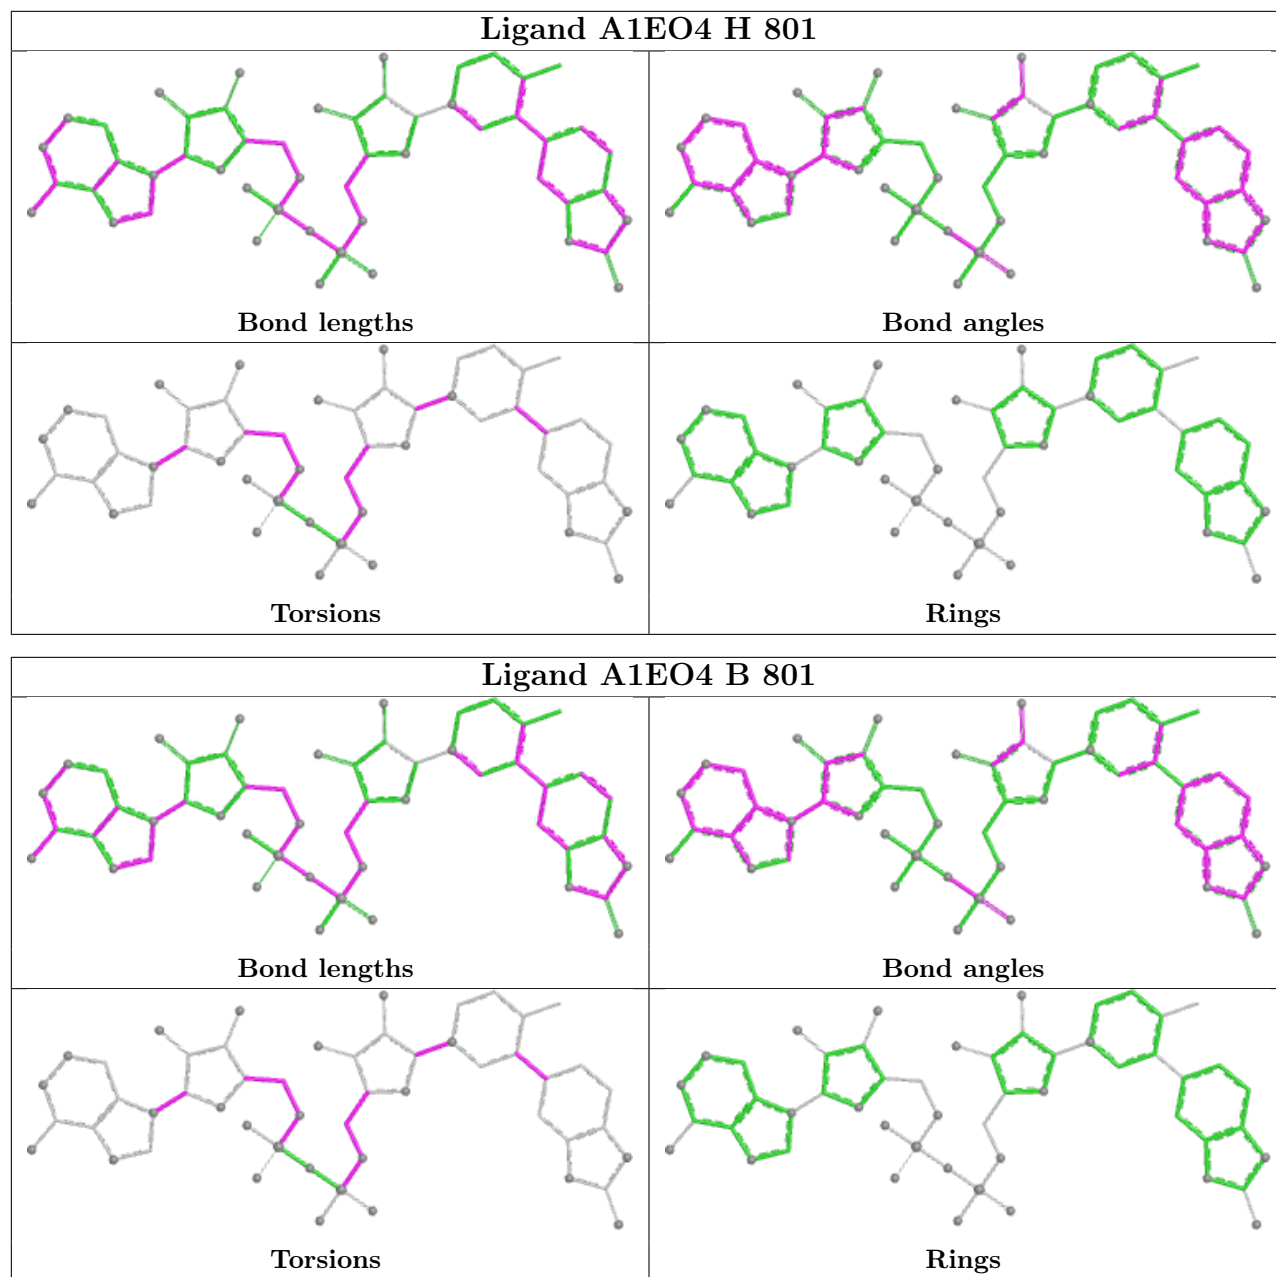 Ligand A1EO4 H 801
Bond lengths
Bond angles
Torsions
Rings
Ligand A1EO4 B 801
Bond lengths
Bond angles
Torsions
Rings